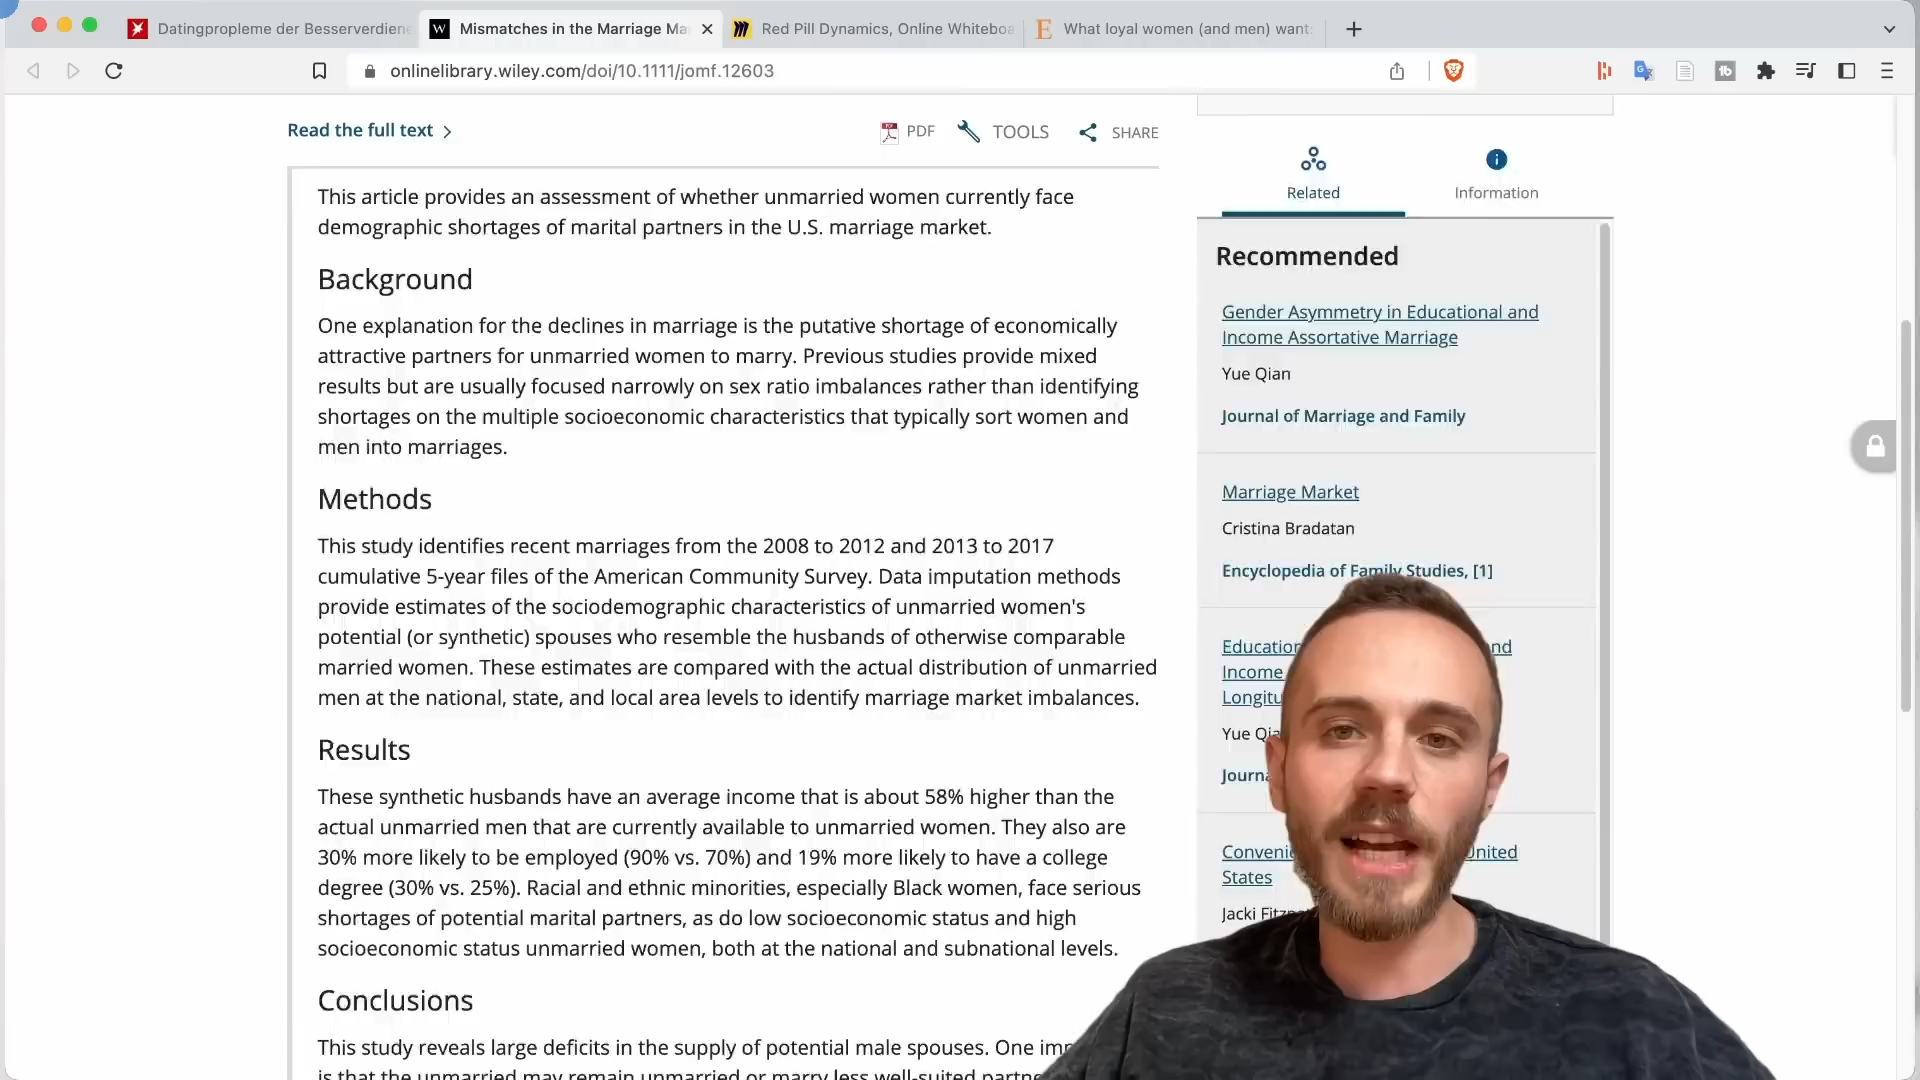 Datingpropleme der Besserverdiene
Mismatches in the Marriage Ma
Red Pill Dynamics, Online Whiteboa
What loyal women (and men) want
onlinelibrary.wiley.com/doi/10.1111/jomf.12603
Read the full text
PDF
TOOLS
SHARE
This article provides an assessment of whether unmarried women currently face
demographic shortages of marital partners in the U.S. marriage market.
Background
One explanation for the declines in marriage is the putative shortage of economically
attractive partners for unmarried women to marry. Previous studies provide mixed
results but are usually focused narrowly on sex ratio imbalances rather than identifying
shortages on the multiple socioeconomic characteristics that typically sort women and
men into marriages.
Methods
This study identifies recent marriages from the 2008 to 2012 and 2013 to 2017
cumulative 5-year files of the American Community Survey. Data imputation methods
provide estimates of the sociodemographic characteristics of unmarried women's
potential (or synthetic) spouses who resemble the husbands of otherwise comparable
married women. These estimates are compared with the actual distribution of unmarried
men at the national, state, and local area levels to identify marriage market imbalances.
Results
These synthetic husbands have an average income that is about 58% higher than the
actual unmarried men that are currently available to unmarried women. They also are
30% more likely to be employed (90% vs. 70%) and 19% more likely to have a college
degree (30% vs. 25%). Racial and ethnic minorities, especially Black women, face serious
shortages of potential marital partners, as do low socioeconomic status and high
socioeconomic status unmarried women, both at the national and subnational levels.
Conclusions
This study reveals large deficits in the supply of potential male spouses. One im
is that the unmarried may remain unmarried or marry less well-suited partn
Related
Information
Recommended
Gender Asymmetry in Educational and
Income Assortative Marriage
Yue Qian
Journal of Marriage and Family
Marriage Market
Cristina Bradatan
Encyclopedia of Family Studies, [1]
Education nd
Income
Longitu
Yue Qia
Journa
Conveni United
States
Jacki Fitzp